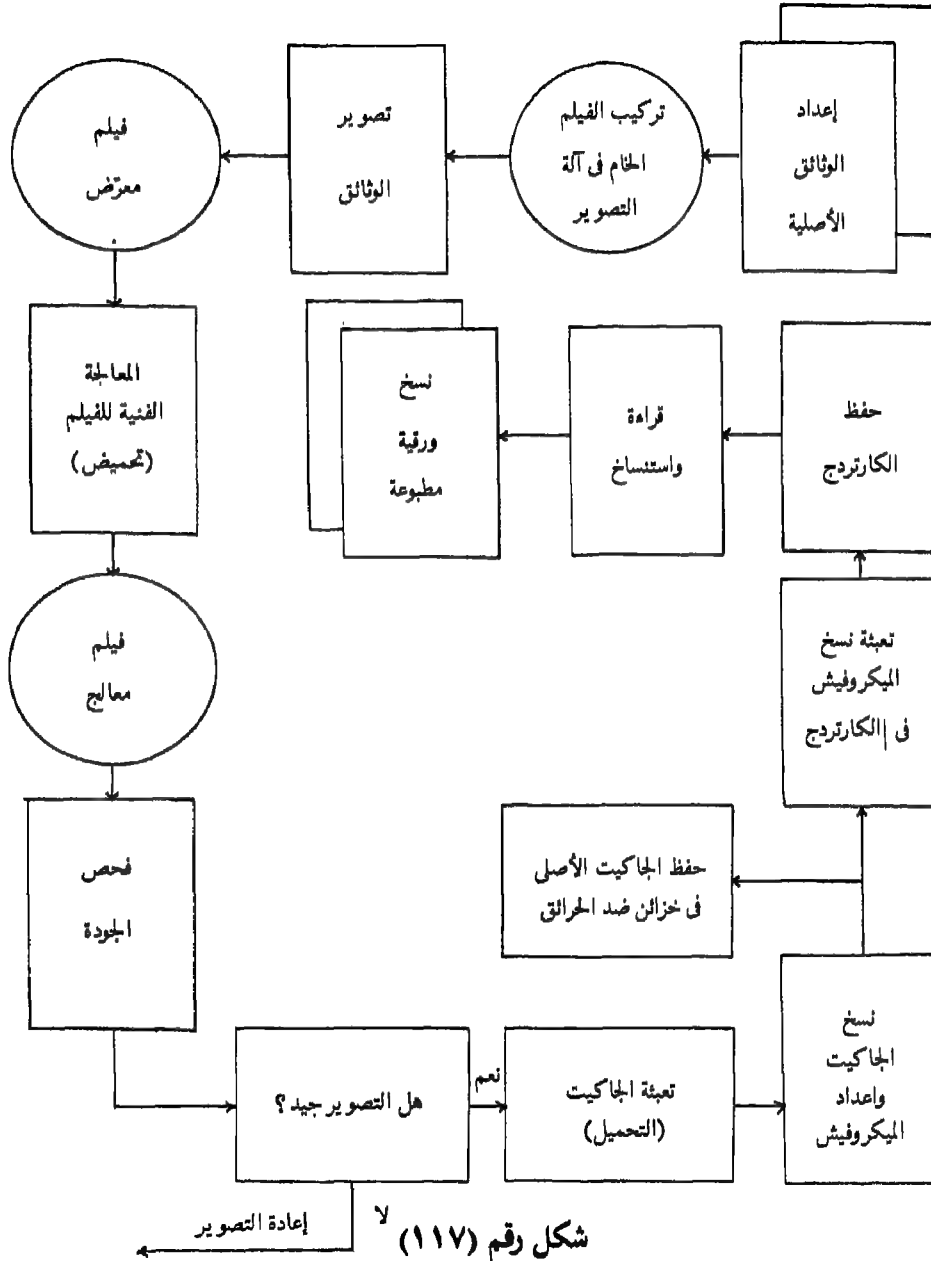 إعداد
الوثائق
الأصلية
تركيب الفيلم
الخام فى آلة
التصوير
تصوير
الوثائق
فيلم
معرّض
المعالجة
الفنية للفيلم
(تحميض)
فيلم
معالج
فحص
الجودة
هل التصوير جيد؟
لا
إعادة التصوير
نعم
تعبئة الجاكيت
(التحميل)
نسخ
الجاكيت
واعداد
الميكروفيش
حفظ الجاكيت الأصلى
فى خزائن ضد الحرائق
تعبئة نسخ
الميكروفيش
فى الكارتردج
حفظ
الكارتردج
قراءة
واستنساخ
نسخ
ورقية
مطبوعة
شكل رقم (١١٧)